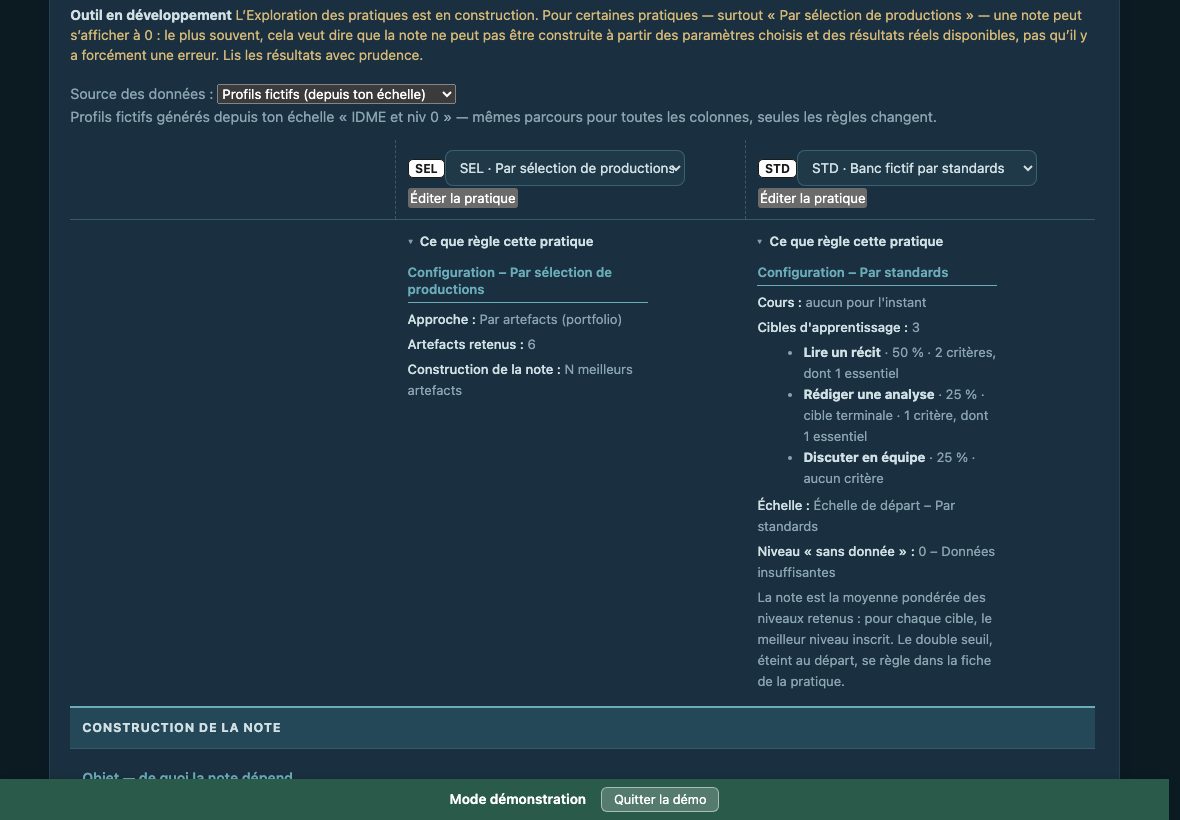 Outil en développement L'Exploration des pratiques est en construction. Pour certaines pratiques — surtout « Par sélection de productions » — une note peut
s'afficher à 0 : le plus souvent, cela veut dire que la note ne peut pas être construite à partir des paramètres choisis et des résultats réels disponibles, pas qu'il y
a forcément une erreur. Lis les résultats avec prudence.
Source des données : Profils fictifs (depuis ton échelle)
Profils fictifs générés depuis ton échelle « IDME et niv 0 » — mêmes parcours pour toutes les colonnes, seules les règles changent.
SEL SEL · Par sélection de productions
Éditer la pratique
STD STD · Banc fictif par standards
Éditer la pratique
Ce que règle cette pratique
Configuration – Par sélection de
productions
Approche : Par artefacts (portfolio)
Artefacts retenus : 6
Construction de la note : N meilleurs
artefacts
Ce que règle cette pratique
Configuration – Par standards
Cours : aucun pour l'instant
Cibles d'apprentissage : 3
• Lire un récit · 50 % · 2 critères,
dont 1 essentiel
• Rédiger une analyse · 25 % ·
cible terminale · 1 critère, dont
1 essentiel
• Discuter en équipe · 25 % ·
aucun critère
Échelle : Échelle de départ – Par
standards
Niveau « sans donnée » : 0 – Données
insuffisantes
La note est la moyenne pondérée des
niveaux retenus : pour chaque cible, le
meilleur niveau inscrit. Le double seuil,
éteint au départ, se règle dans la fiche
de la pratique.
CONSTRUCTION DE LA NOTE
Objet — de quoi la note dépend
Mode démonstration Quitter la démo